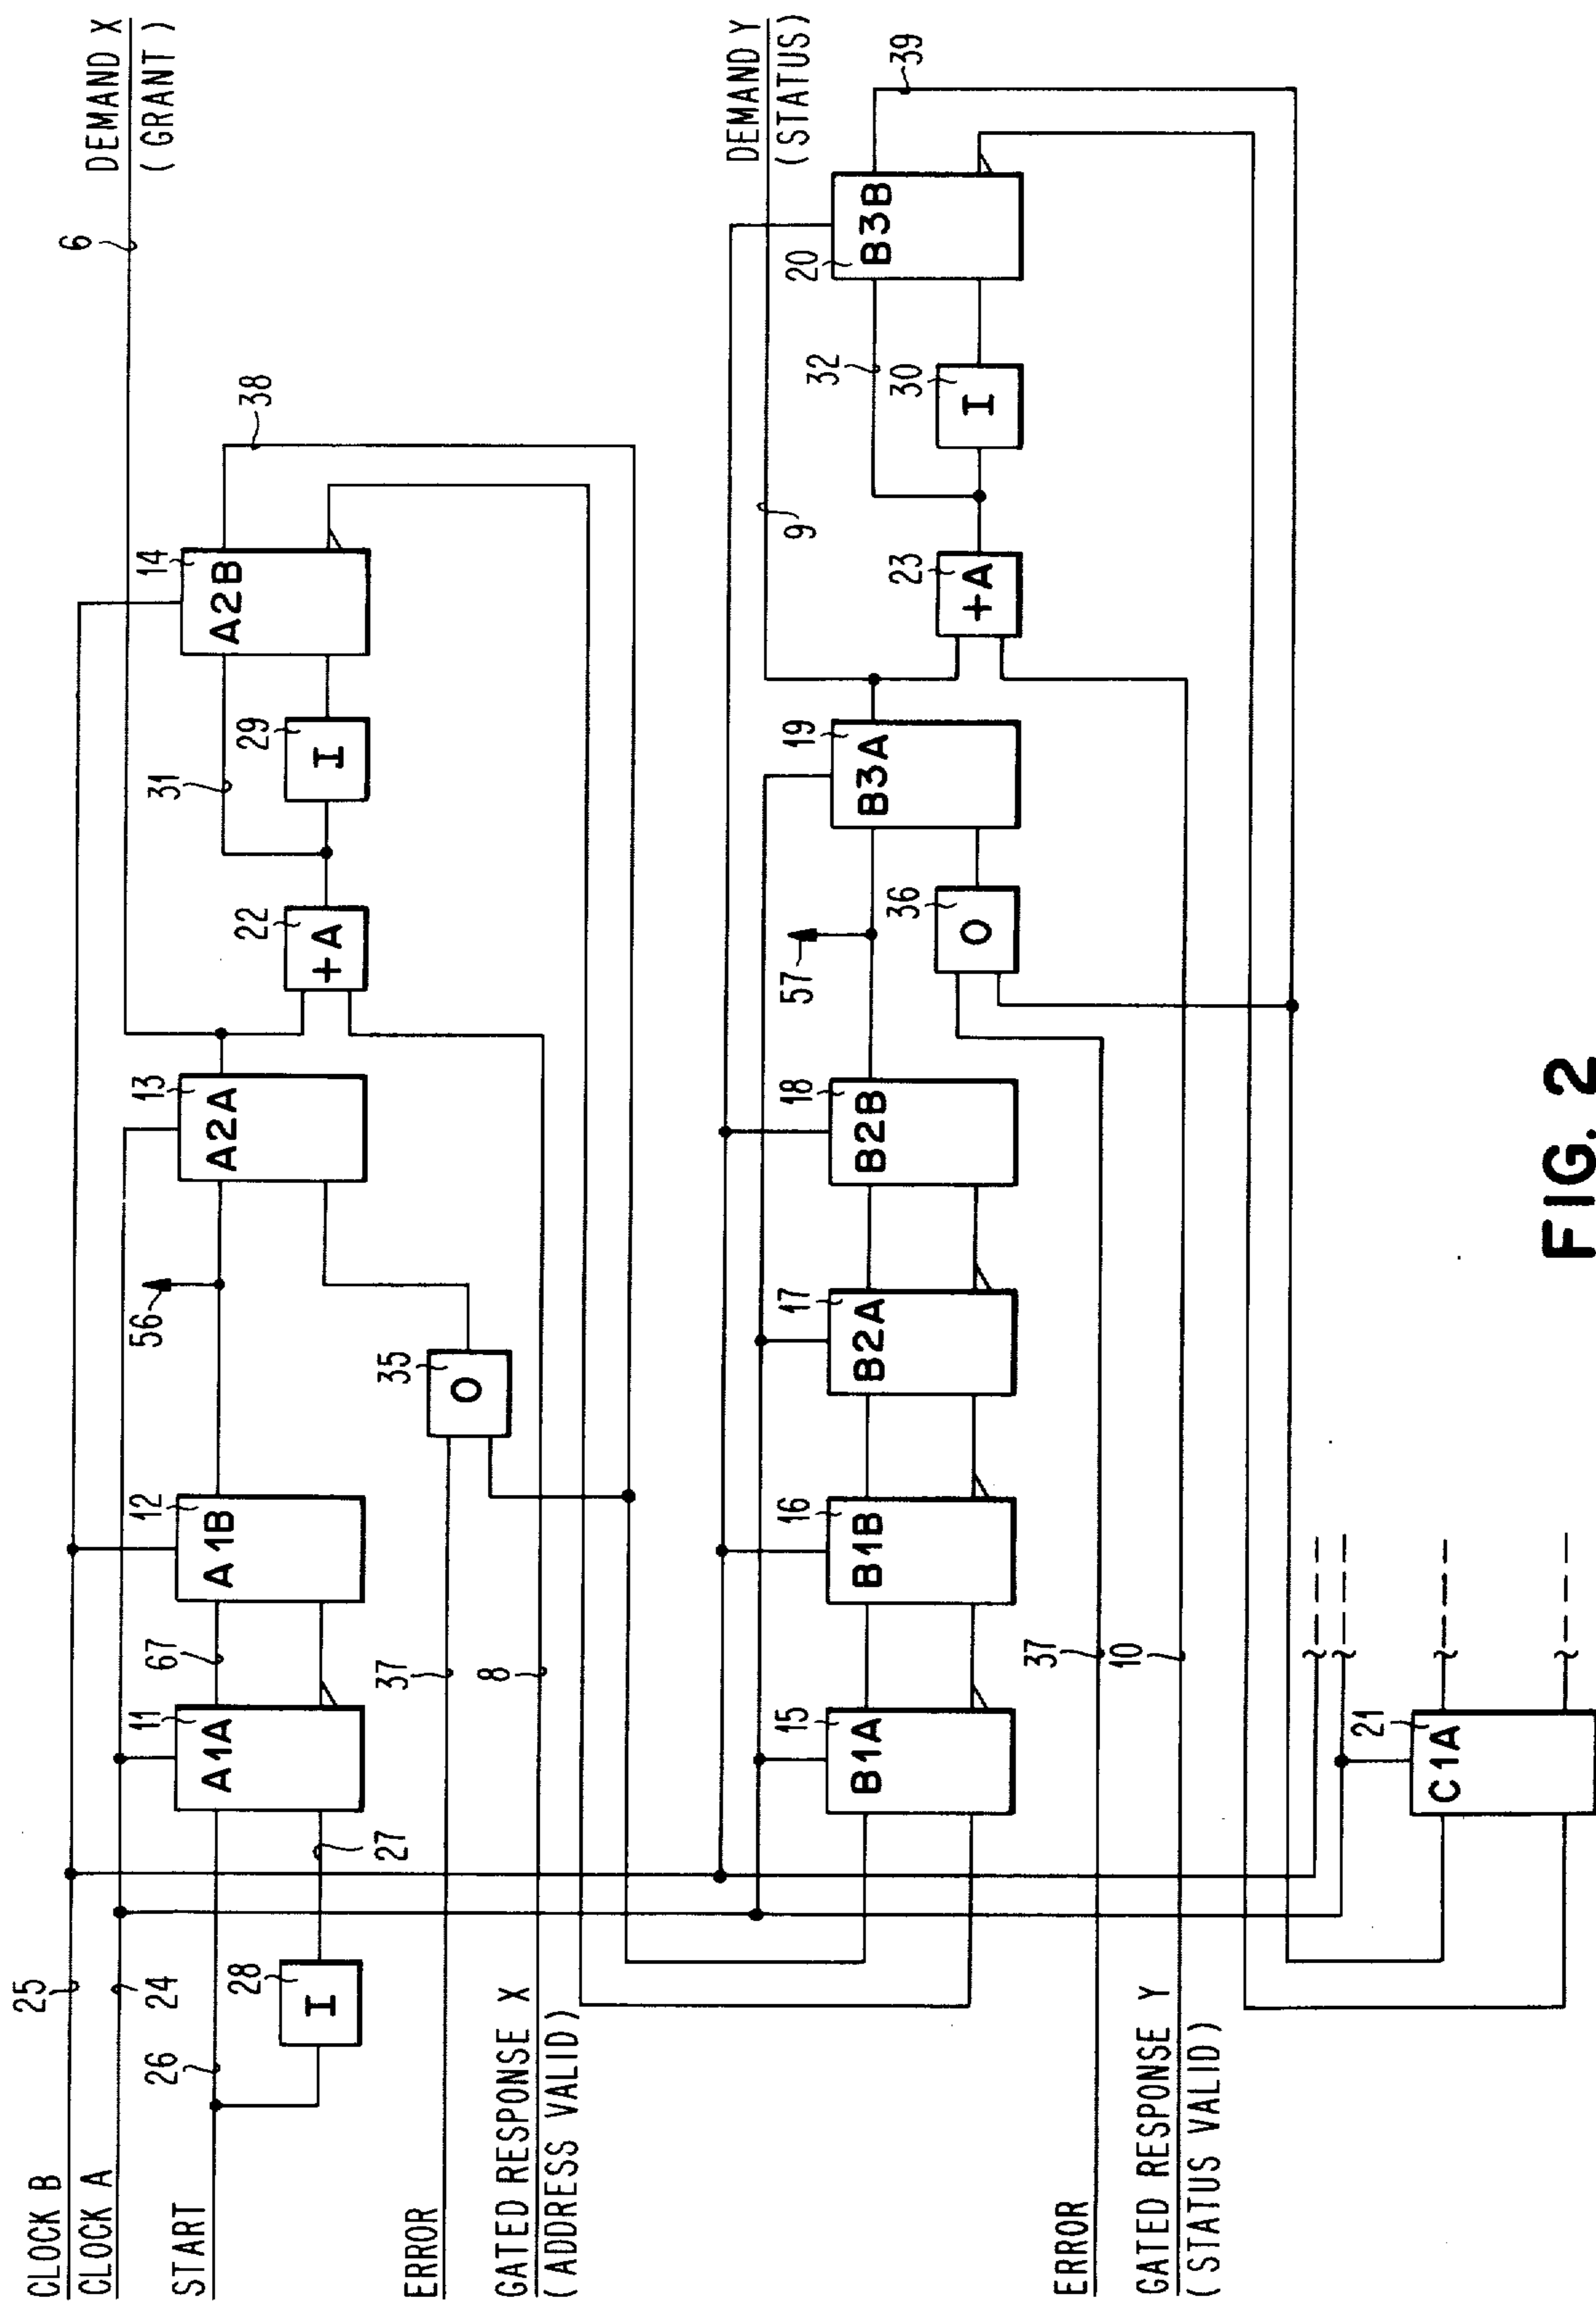 CLOCK B
25
CLOCK A
24
START
26
28
I
27
11
A1A
67
12
A1B
56
13
A2A
22
+A
31
29
I
14
A2B
38
6
DEMAND X
(GRANT)
ERROR
37
35
O
GATED RESPONSE X
(ADDRESS VALID)
8
15
B1A
16
B1B
17
B2A
18
B2B
57
36
O
19
B3A
9
23
+A
32
30
I
20
B3B
39
DEMAND Y
(STATUS)
ERROR
37
GATED RESPONSE Y
(STATUS VALID)
10
21
C1A
FIG. 2